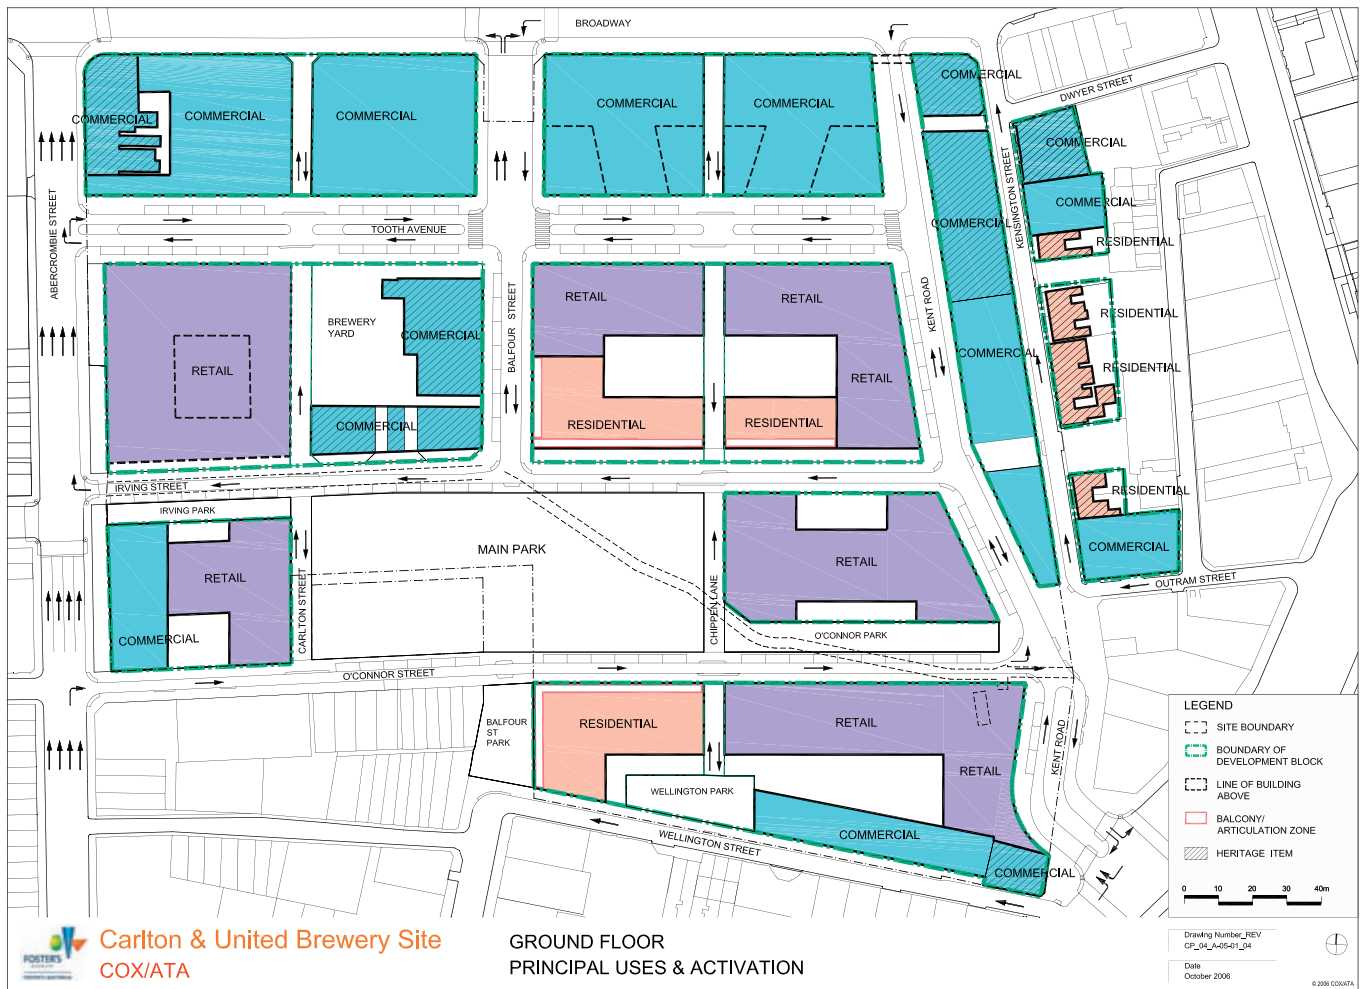 BROADWAY
COMMERCIAL
COMMERCIAL
COMMERCIAL
COMMERCIAL
COMMERCIAL
COMMERCIAL
DWYER STREET
COMMERCIAL
KENSINGTON STREET
COMMERCIAL
RESIDENTIAL
COMMERCIAL
ABERCROMBIE STREET
TOOTH AVENUE
BALFOUR STREET
KENT ROAD
RETAIL
BREWERY
YARD
COMMERCIAL
RETAIL
RETAIL
RETAIL
RETAIL
COMMERCIAL
RESIDENTIAL
RESIDENTIAL
COMMERCIAL
RESIDENTIAL
RESIDENTIAL
IRVING STREET
IRVING PARK
RESIDENTIAL
COMMERCIAL
OUTRAM STREET
MAIN PARK
RETAIL
RETAIL
CARLTON STREET
CHIPPEN LANE
COMMERCIAL
O'CONNOR PARK
O'CONNOR STREET
BALFOUR
ST
PARK
RESIDENTIAL
RETAIL
RETAIL
KENT ROAD
WELLINGTON PARK
COMMERCIAL
WELLINGTON STREET
COMMERCIAL
LEGEND
SITE BOUNDARY
BOUNDARY OF
DEVELOPMENT BLOCK
LINE OF BUILDING
ABOVE
BALCONY/
ARTICULATION ZONE
HERITAGE ITEM
0 10 20 30 40m
FOSTER'S
Carlton & United Brewery Site
COX/ATA
GROUND FLOOR
PRINCIPAL USES & ACTIVATION
Drawing Number_REV
CP_04_A-05-01_04
Date
October 2006
© 2006 COX/ATA